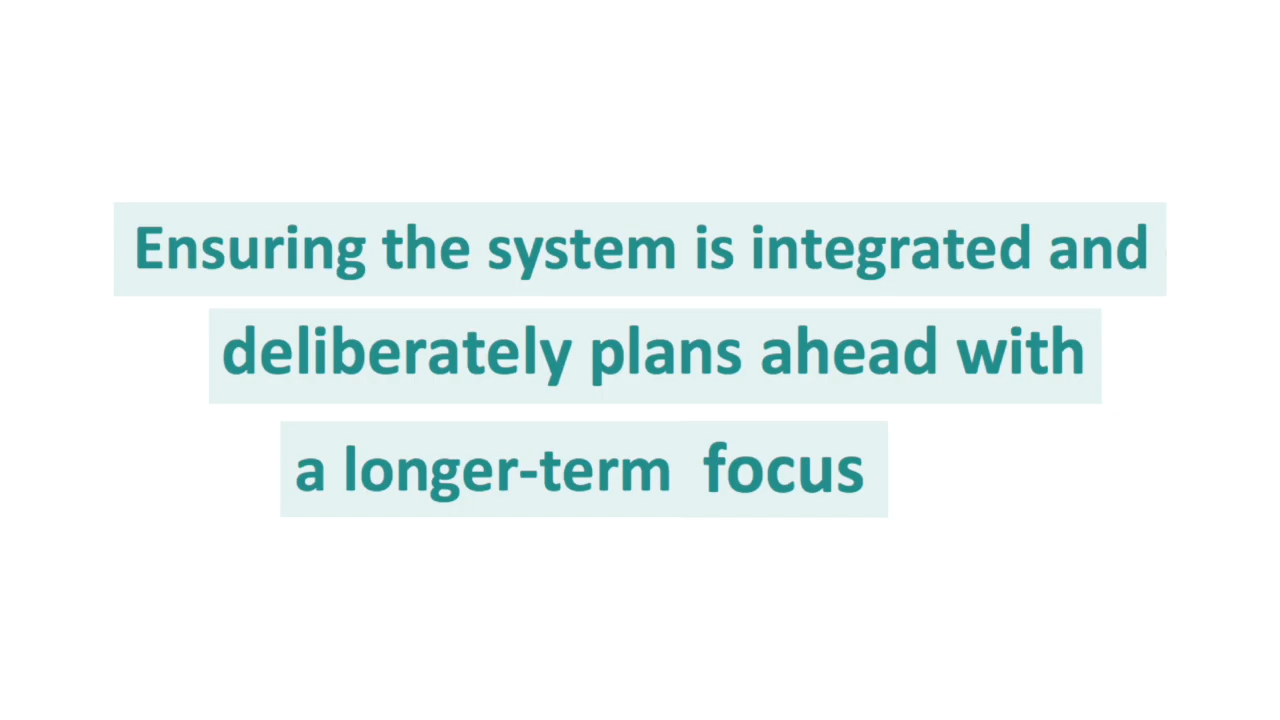 Ensuring the system is integrated and
deliberately plans ahead with
a longer-term focus